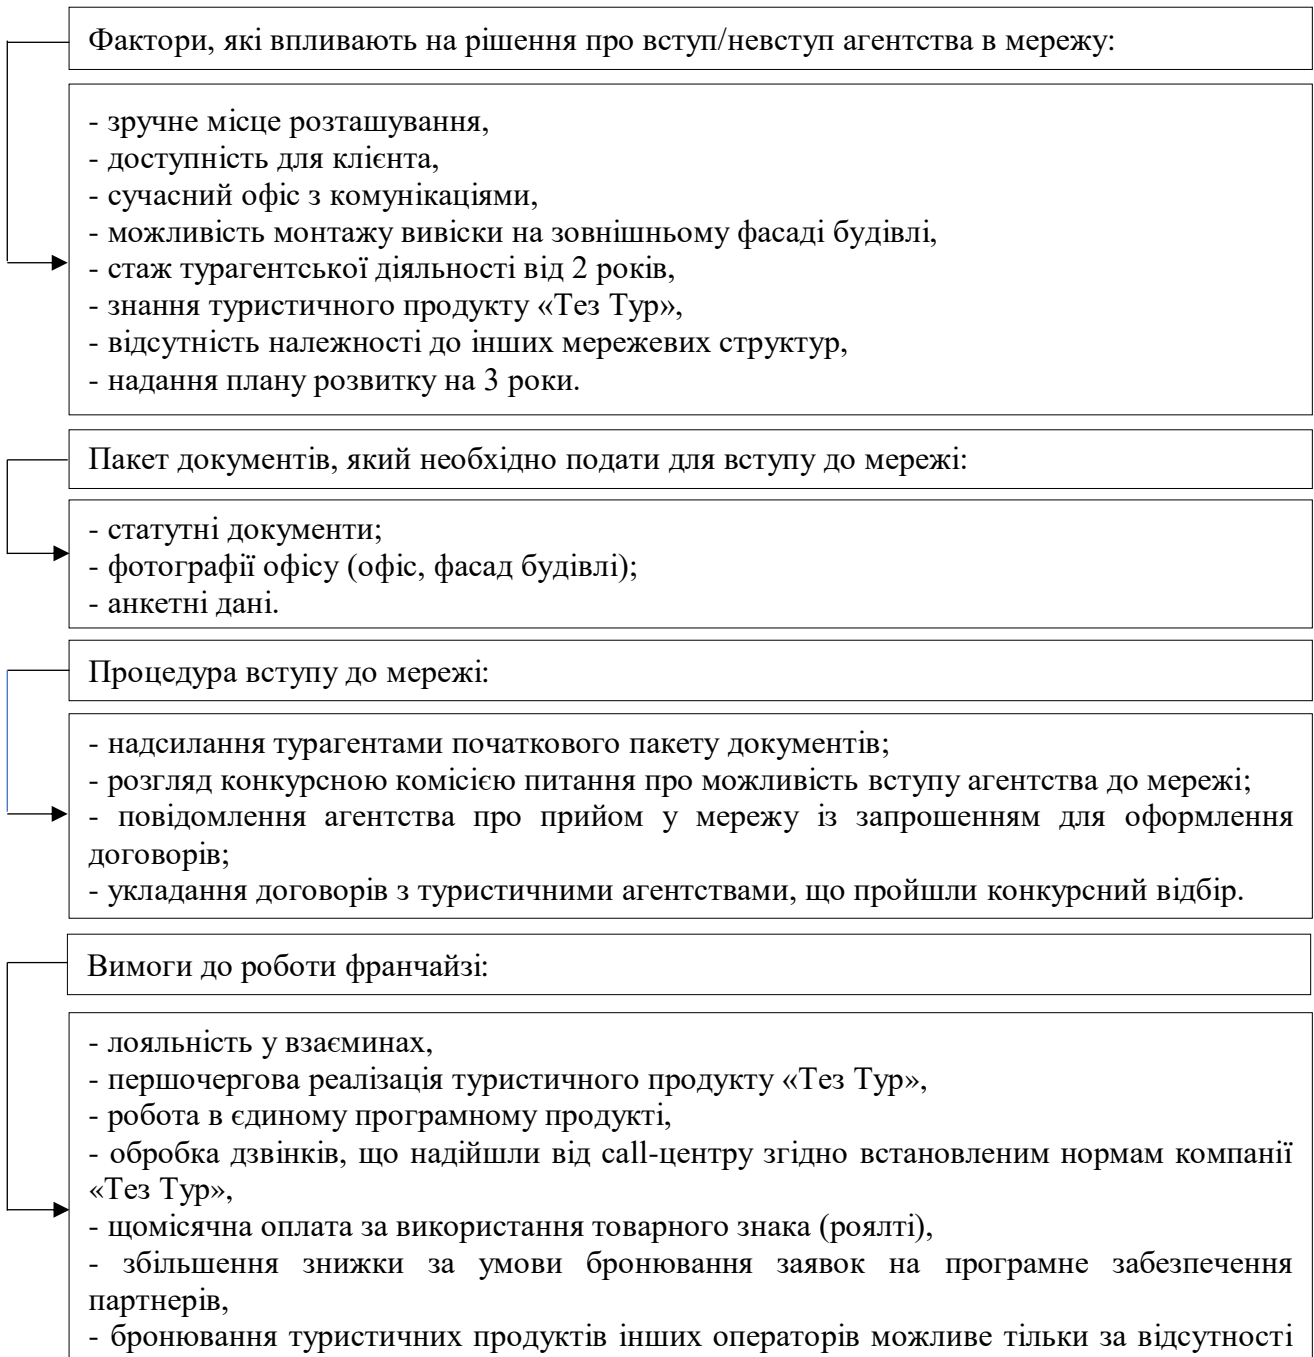 Фактори, які впливають на рішення про вступ/невступ агентства в мережу:
- зручне місце розташування,
- доступність для клієнта,
- сучасний офіс з комунікаціями,
- можливість монтажу вивіски на зовнішньому фасаді будівлі,
- стаж турагентської діяльності від 2 років,
- знання туристичного продукту «Тез Тур»,
- відсутність належності до інших мережевих структур,
- надання плану розвитку на 3 роки.
Пакет документів, який необхідно подати для вступу до мережі:
- статутні документи;
- фотографії офісу (офіс, фасад будівлі);
- анкетні дані.
Процедура вступу до мережі:
- надсилання турагентами початкового пакету документів;
- розгляд конкурсною комісією питання про можливість вступу агентства до мережі;
- повідомлення агентства про прийом у мережу із запрошенням для оформлення
договорів;
- укладання договорів з туристичними агентствами, що пройшли конкурсний відбір.
Вимоги до роботи франчайзі:
- лояльність у взаєминах,
- першочергова реалізація туристичного продукту «Тез Тур»,
- робота в єдиному програмному продукті,
- обробка дзвінків, що надійшли від call-центру згідно встановленим нормам компанії
«Тез Тур»,
- щомісячна оплата за використання товарного знака (роялті),
- збільшення знижки за умови бронювання заявок на програмне забезпечення
партнерів,
- бронювання туристичних продуктів інших операторів можливе тільки за відсутності